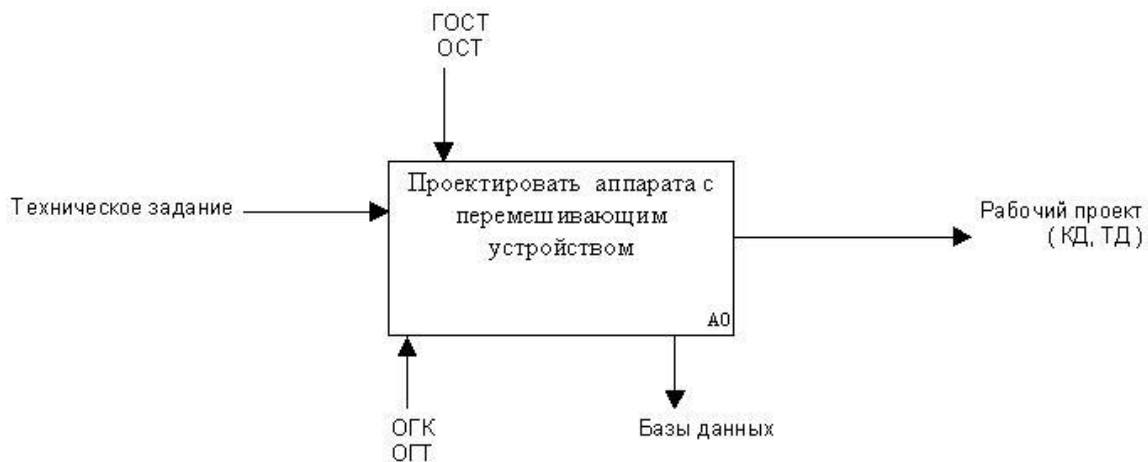 ГОСТ
ОСТ
Проектировать аппарата с
перемешивающим
устройством
Техническое задание
Рабочий проект
( КД, ТД )
А0
ОГК
ОГТ
Базы данных